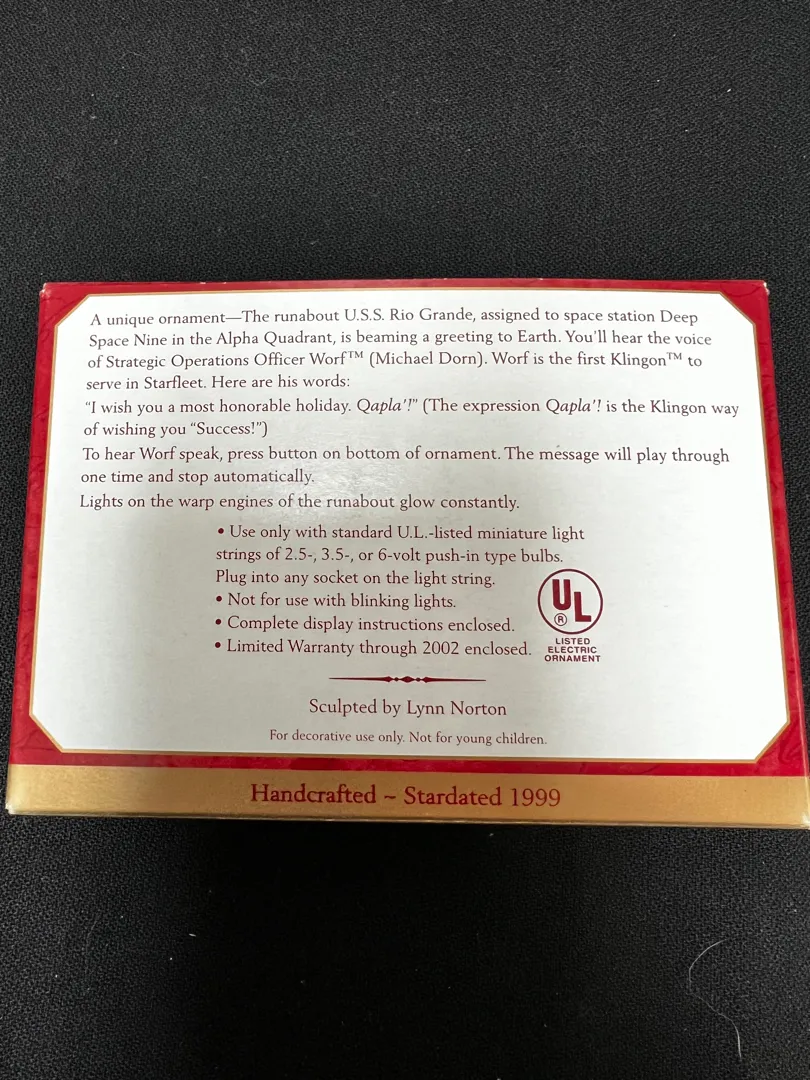 A unique ornament—The runabout U.S.S. Rio Grande, assigned to space station Deep
Space Nine in the Alpha Quadrant, is beaming a greeting to Earth. You'll hear the voice
of Strategic Operations Officer Worf™ (Michael Dorn). Worf is the first Klingon™ to
serve in Starfleet. Here are his words:
“I wish you a most honorable holiday. Qapla'!” (The expression Qapla'! is the Klingon way
of wishing you “Success!”)
To hear Worf speak, press button on bottom of ornament. The message will play through
one time and stop automatically.
Lights on the warp engines of the runabout glow constantly.
• Use only with standard U.L.-listed miniature light
strings of 2.5-, 3.5-, or 6-volt push-in type bulbs.
Plug into any socket on the light string.
• Not for use with blinking lights.
• Complete display instructions enclosed.
• Limited Warranty through 2002 enclosed.
UL
®
LISTED
ELECTRIC
ORNAMENT
Sculpted by Lynn Norton
For decorative use only. Not for young children.
Handcrafted ~ Stardated 1999